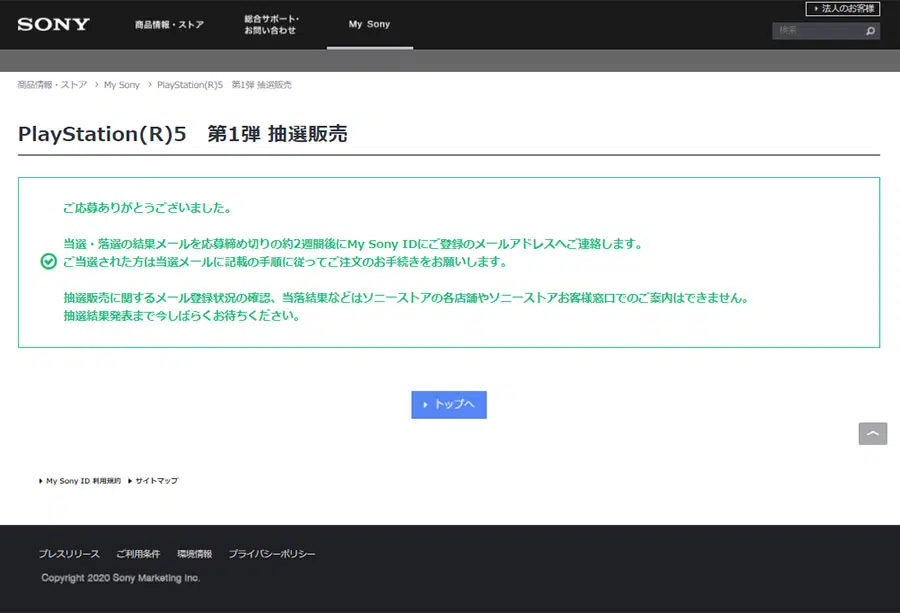 SONY
商品情報・ストア
総合サポート・
お問い合わせ
My Sony
法人のお客様
検索
商品情報・ストア > My Sony > PlayStation(R)5　第1弾 抽選販売
PlayStation(R)5　第1弾 抽選販売
ご応募ありがとうございました。
当選・落選の結果メールを応募締め切りの約2週間後にMy Sony IDにご登録のメールアドレスへご連絡します。
ご当選された方は当選メールに記載の手順に従ってご注文のお手続きをお願いします。
抽選販売に関するメール登録状況の確認、当落結果などはソニーストアの各店舗やソニーストアお客様窓口でのご案内はできません。
抽選結果発表まで今しばらくお待ちください。
トップへ
My Sony ID 利用規約 サイトマップ
プレスリリース ご利用条件 環境情報 プライバシーポリシー
Copyright 2020 Sony Marketing Inc.